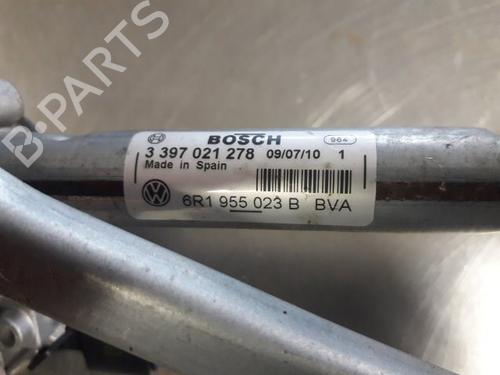 BOSCH
964
3 397 021 278 09/07/10 1
Made in Spain
6R1 955 023 B BVA
B-PARTS